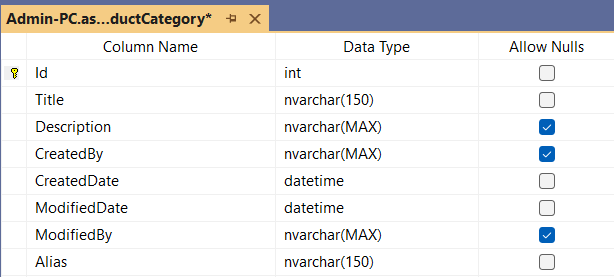 Admin-PC.as...ductCategory*
Column Name Data Type Allow Nulls
Id int
Title nvarchar(150)
Description nvarchar(MAX)
CreatedBy nvarchar(MAX)
CreatedDate datetime
ModifiedDate datetime
ModifiedBy nvarchar(MAX)
Alias nvarchar(150)